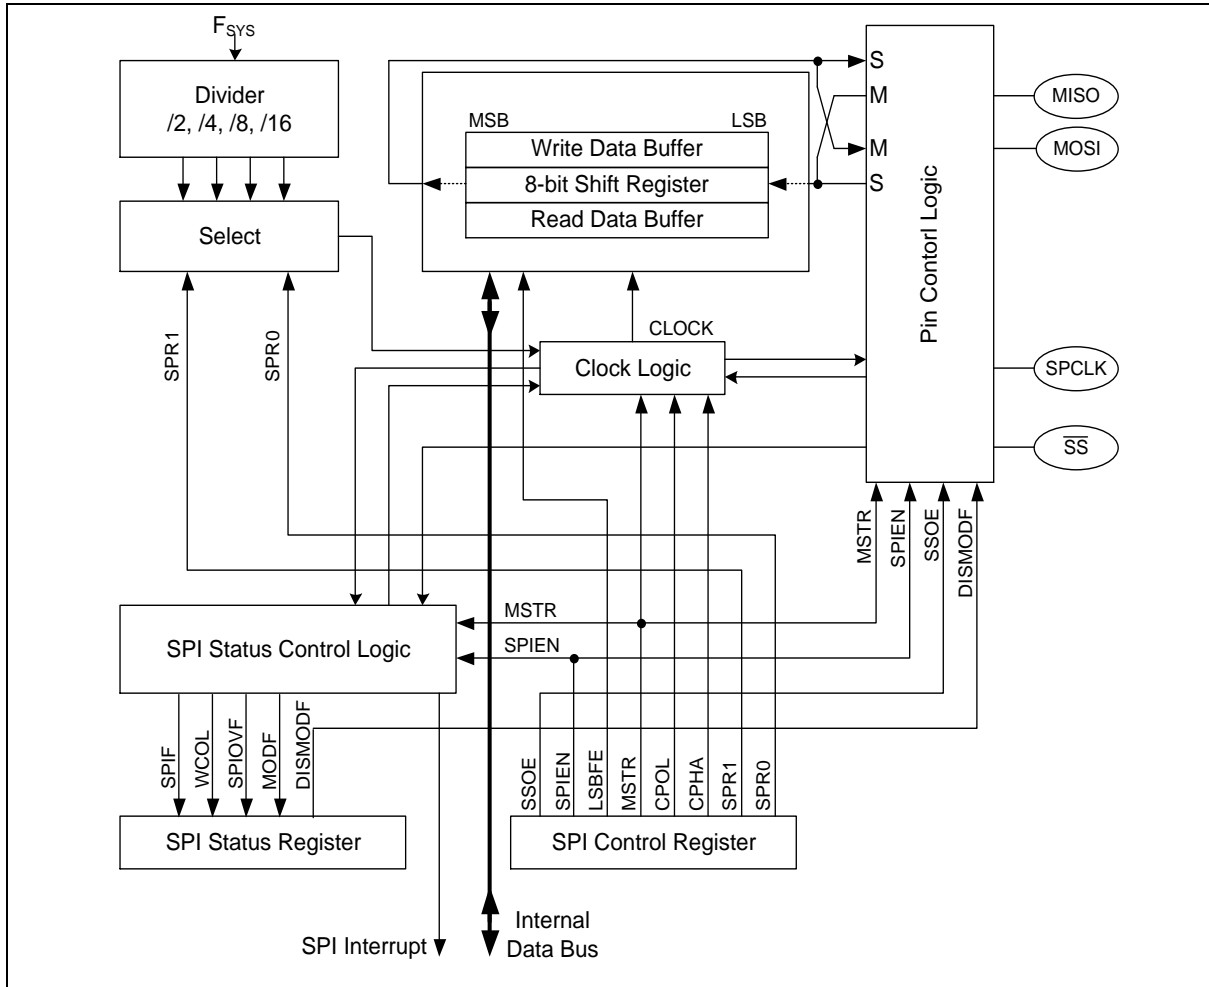 FSYS
Divider
/2, /4, /8, /16
Select
SPR1
SPR0
MSB
LSB
Write Data Buffer
8-bit Shift Register
Read Data Buffer
CLOCK
Clock Logic
S
M
M
S
Pin Contorl Logic
MISO
MOSI
SPCLK
SS
MSTR
SPIEN
SSOE
DISMODF
SPI Status Control Logic
MSTR
SPIEN
SPIF
WCOL
SPIOVF
MODF
DISMODF
SPI Status Register
SSOE
SPIEN
LSBFE
MSTR
CPOL
CPHA
SPR1
SPR0
SPI Control Register
SPI Interrupt
Internal
Data Bus